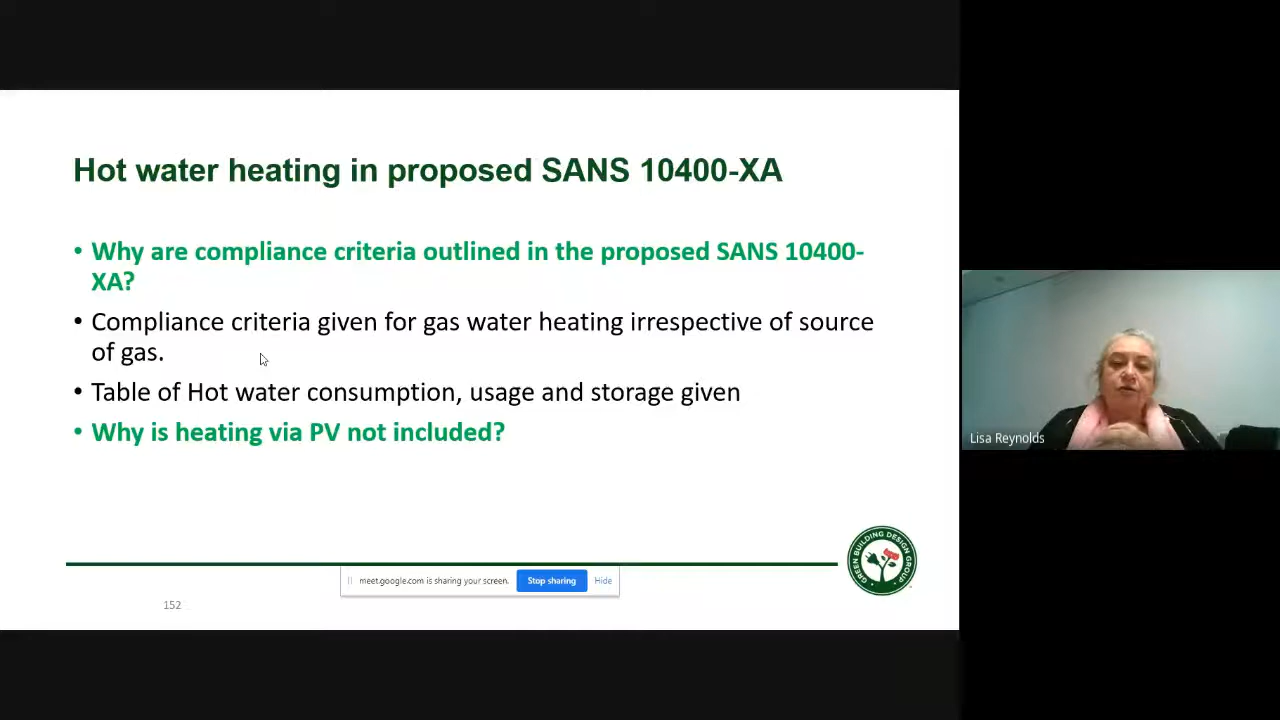 Hot water heating in proposed SANS 10400-XA
• Why are compliance criteria outlined in the proposed SANS 10400-
XA?
• Compliance criteria given for gas water heating irrespective of source
of gas.
• Table of Hot water consumption, usage and storage given
• Why is heating via PV not included?
Lisa Reynolds
GREEN BUILDING DESIGN GROUP
meet.google.com is sharing your screen. Stop sharing Hide
152